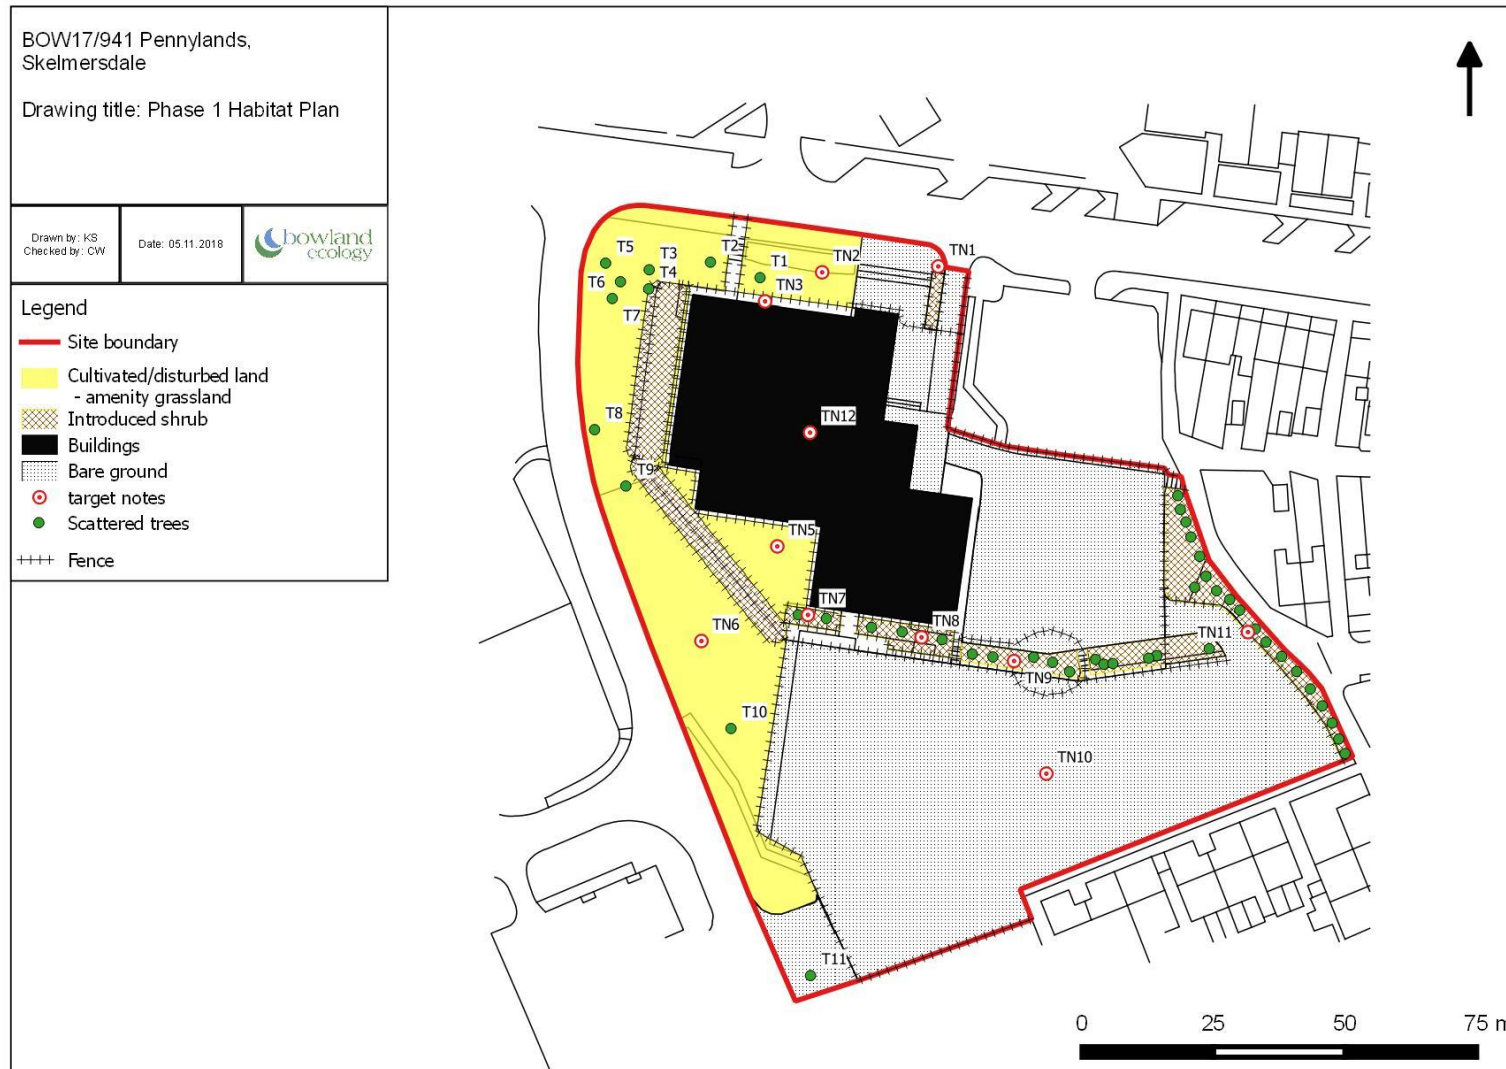 BOW17/941 Pennylands,
Skelmersdale
Drawing title: Phase 1 Habitat Plan
Drawn by: KS
Checked by: CW
Date: 05.11.2018
bowland
ecology
Legend
Site boundary
Cultivated/disturbed land
- amenity grassland
Introduced shrub
Buildings
Bare ground
target notes
Scattered trees
Fence
T5
T3
T2
T1
TN2
TN1
T4
T6
TN3
T7
T8
TN12
T9
TN5
TN7
TN8
TN6
TN11
TN9
T10
TN10
T11
0 25 50 75 m